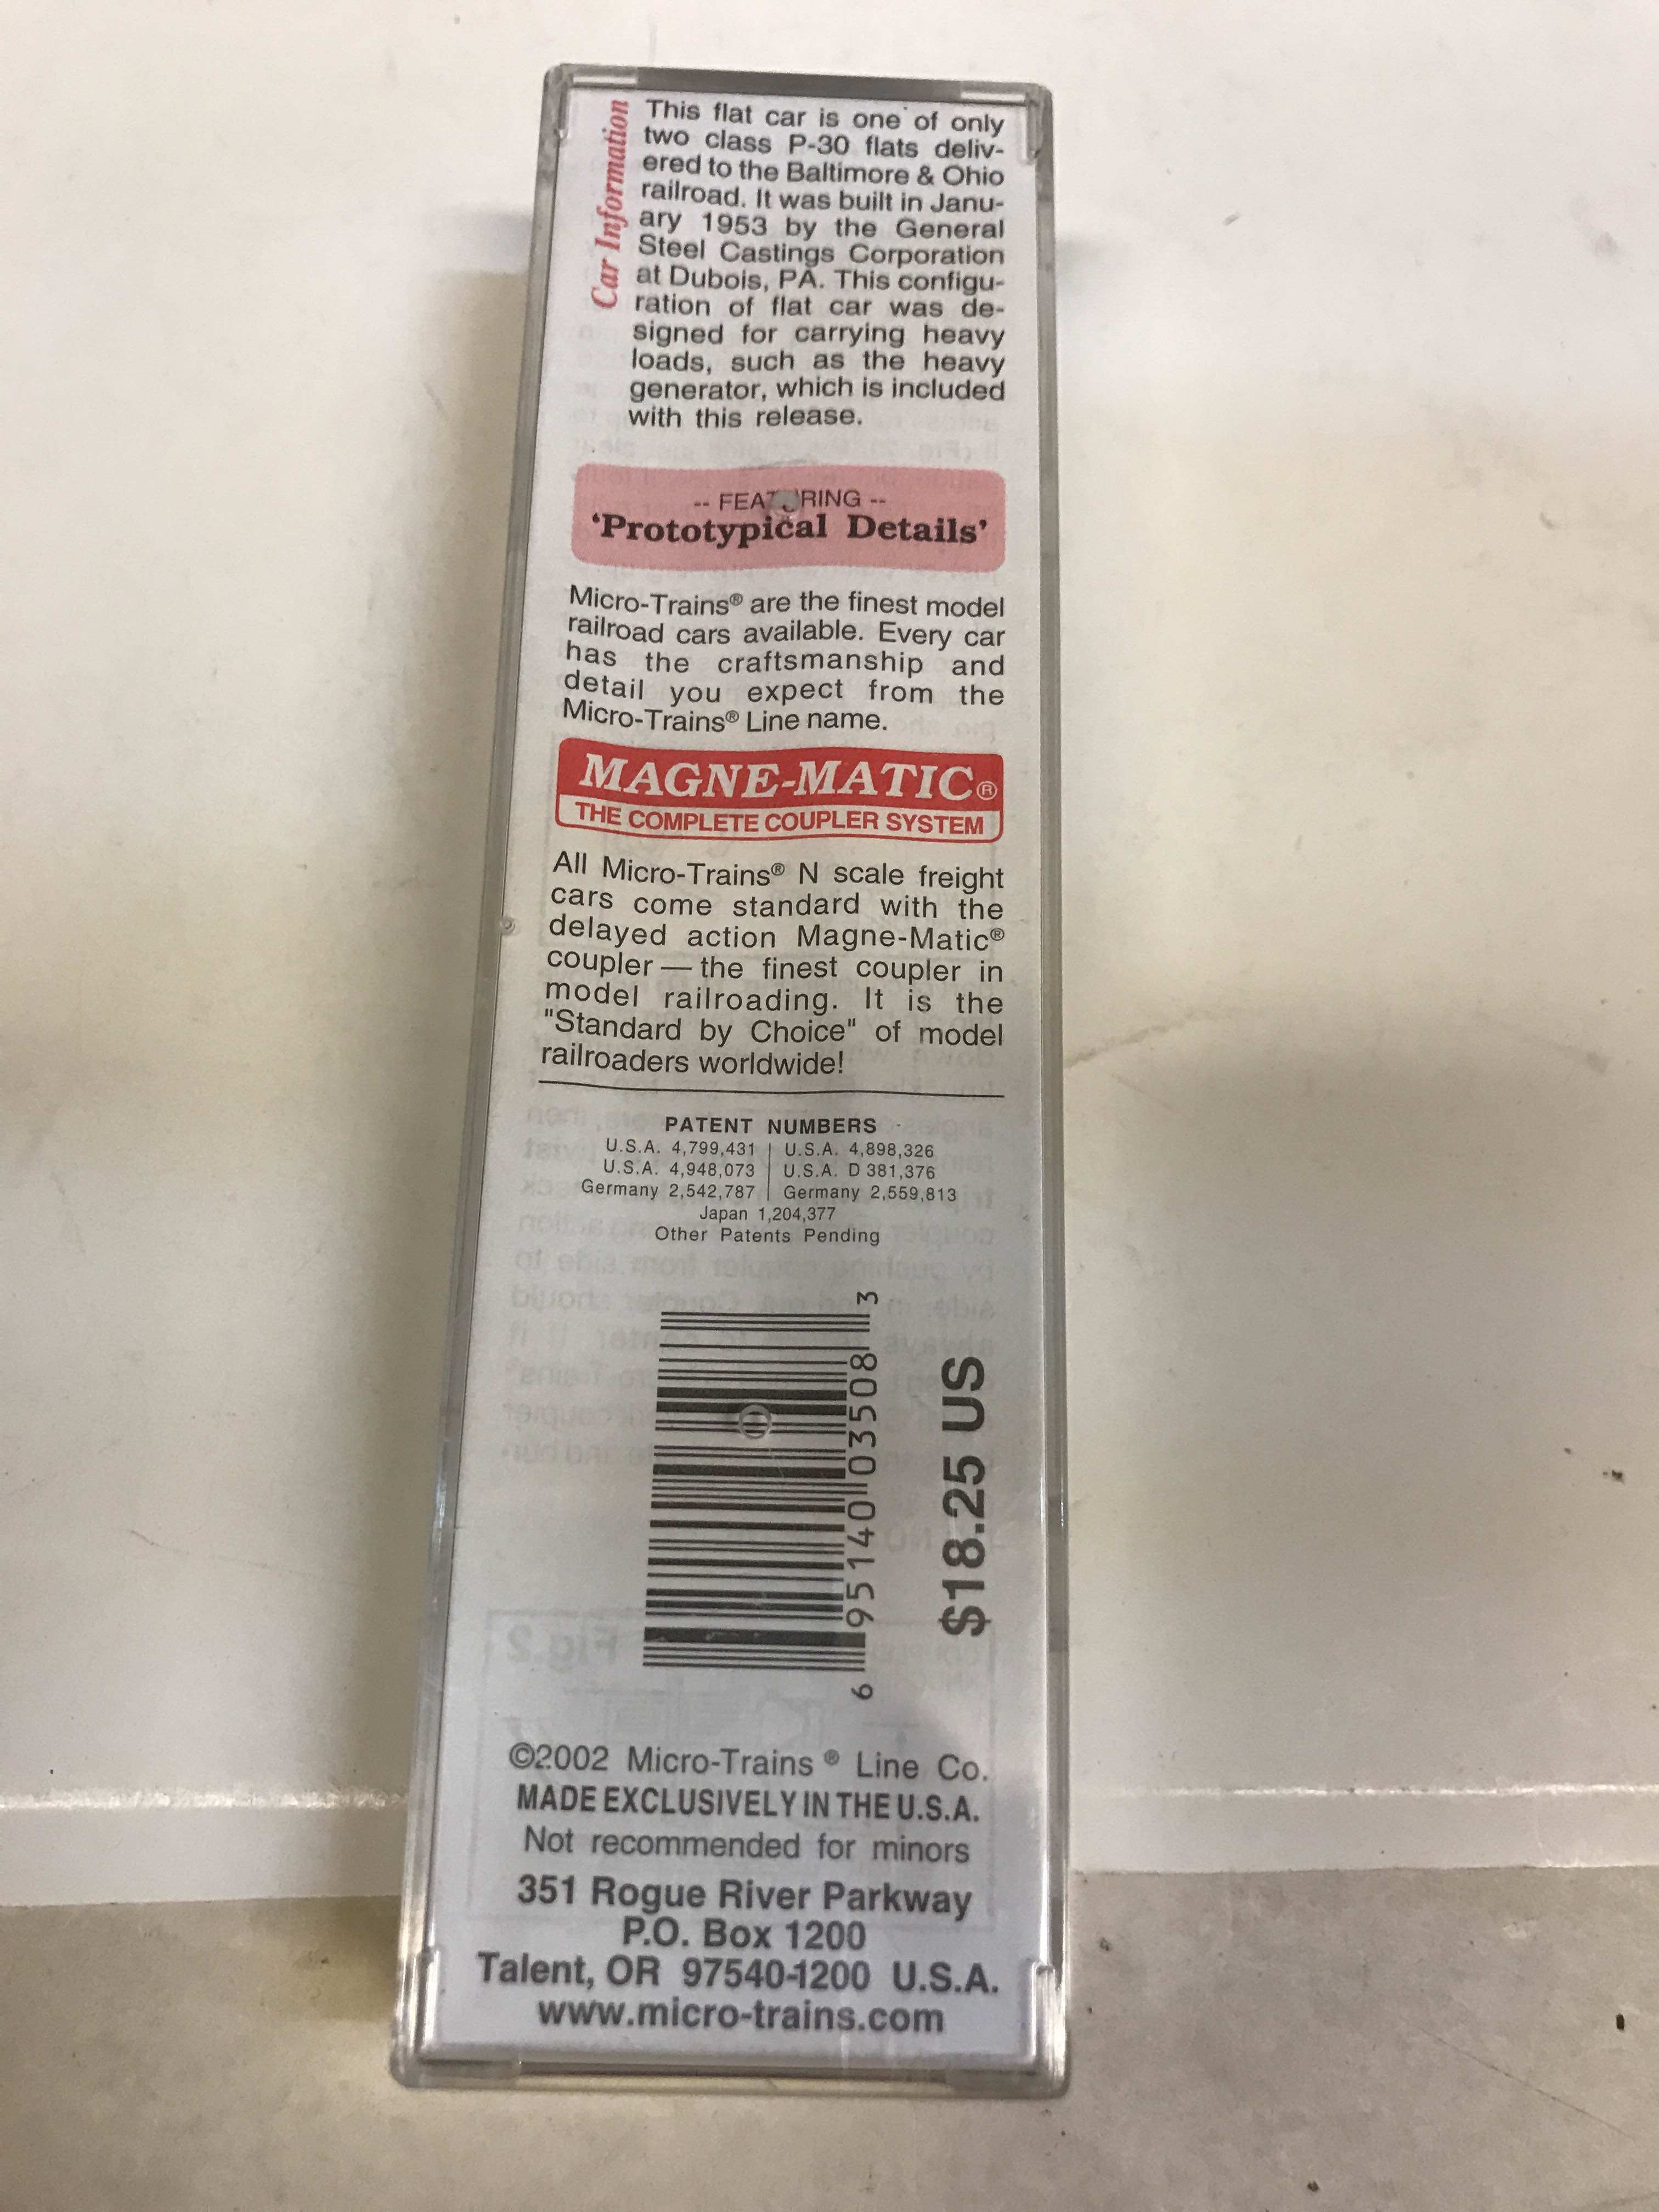 Car Information
This flat car is one of only
two class P-30 flats deliv-
ered to the Baltimore & Ohio
railroad. It was built in Janu-
ary 1953 by the General
Steel Castings Corporation
at Dubois, PA. This configu-
ration of flat car was de-
signed for carrying heavy
loads, such as the heavy
generator, which is included
with this release.
-- FEATURING --
'Prototypical Details'
Micro-Trains® are the finest model
railroad cars available. Every car
has the craftsmanship and
detail you expect from the
Micro-Trains® Line name.
MAGNE-MATIC®
THE COMPLETE COUPLER SYSTEM
All Micro-Trains® N scale freight
cars come standard with the
delayed action Magne-Matic®
coupler — the finest coupler in
model railroading. It is the
"Standard by Choice" of model
railroaders worldwide!
PATENT NUMBERS
U.S.A. 4,799,431 | U.S.A. 4,898,326
U.S.A. 4,948,073 | U.S.A. D 381,376
Germany 2,542,787 | Germany 2,559,813
Japan 1,204,377
Other Patents Pending
6 95140 03508 3
$18.25 US
©2002 Micro-Trains® Line Co.
MADE EXCLUSIVELY IN THE U.S.A.
Not recommended for minors
351 Rogue River Parkway
P.O. Box 1200
Talent, OR 97540-1200 U.S.A.
www.micro-trains.com